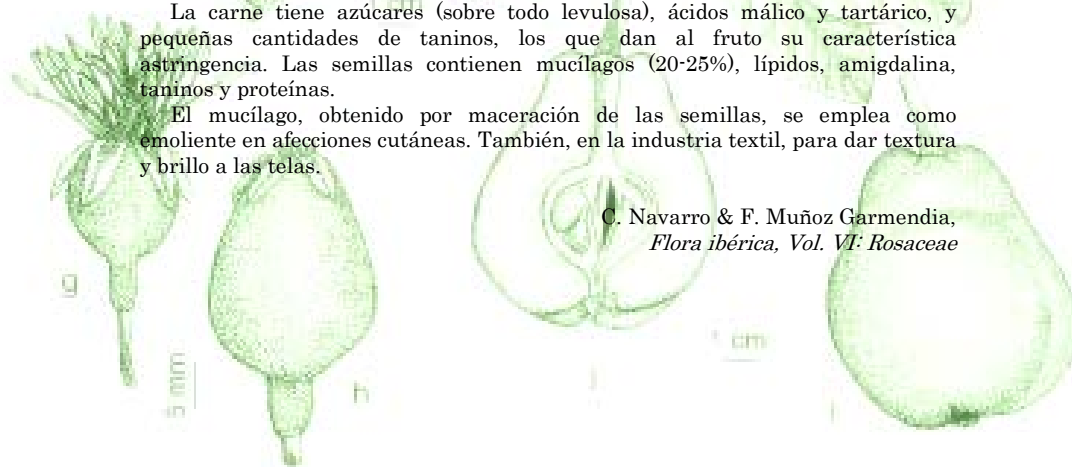 La carne tiene azúcares (sobre todo levulosa), ácidos málico y tartárico, y
pequeñas cantidades de taninos, los que dan al fruto su característica
astringencia. Las semillas contienen mucílagos (20-25%), lípidos, amigdalina,
taninos y proteínas.
El mucílago, obtenido por maceración de las semillas, se emplea como
emoliente en afecciones cutáneas. También, en la industria textil, para dar textura
y brillo a las telas.
C. Navarro & F. Muñoz Garmendia,
Flora ibérica, Vol. VI: Rosaceae
g
5 mm
h
1 cm